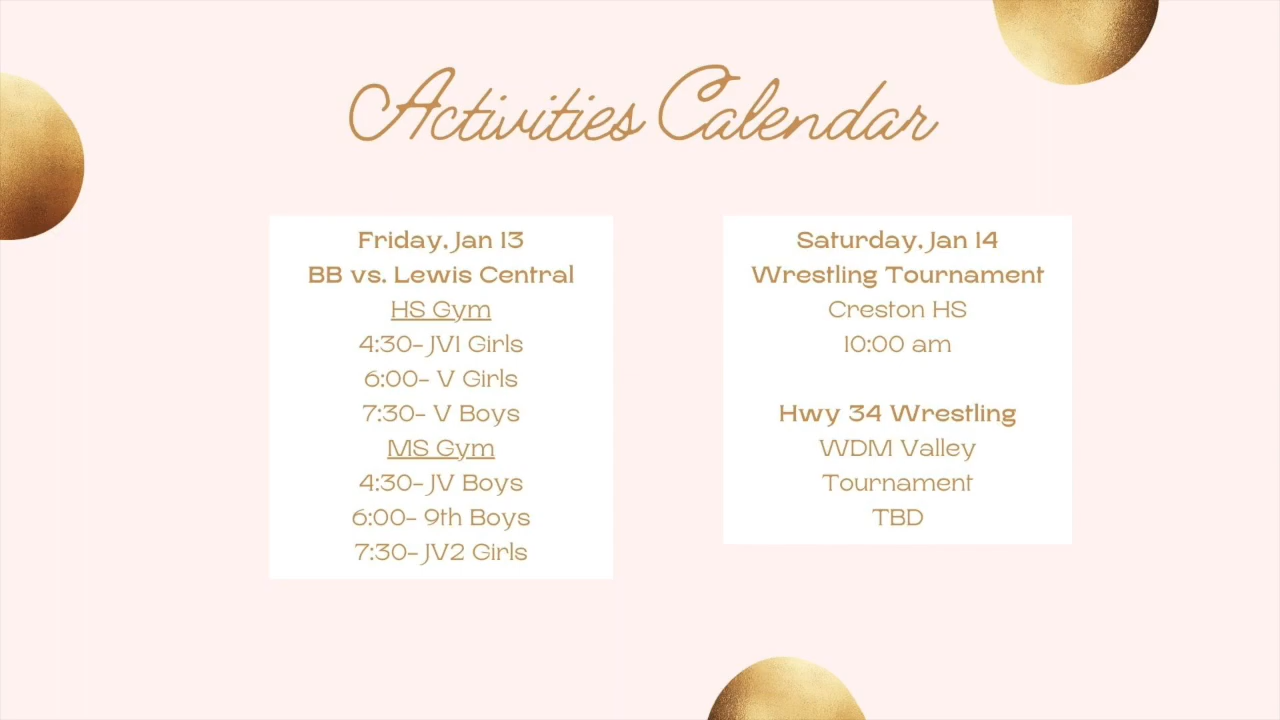 Activities Calendar
Friday, Jan 13
BB vs. Lewis Central
HS Gym
4:30- JV1 Girls
6:00- V Girls
7:30- V Boys
MS Gym
4:30- JV Boys
6:00- 9th Boys
7:30- JV2 Girls
Saturday, Jan 14
Wrestling Tournament
Creston HS
10:00 am
Hwy 34 Wrestling
WDM Valley
Tournament
TBD